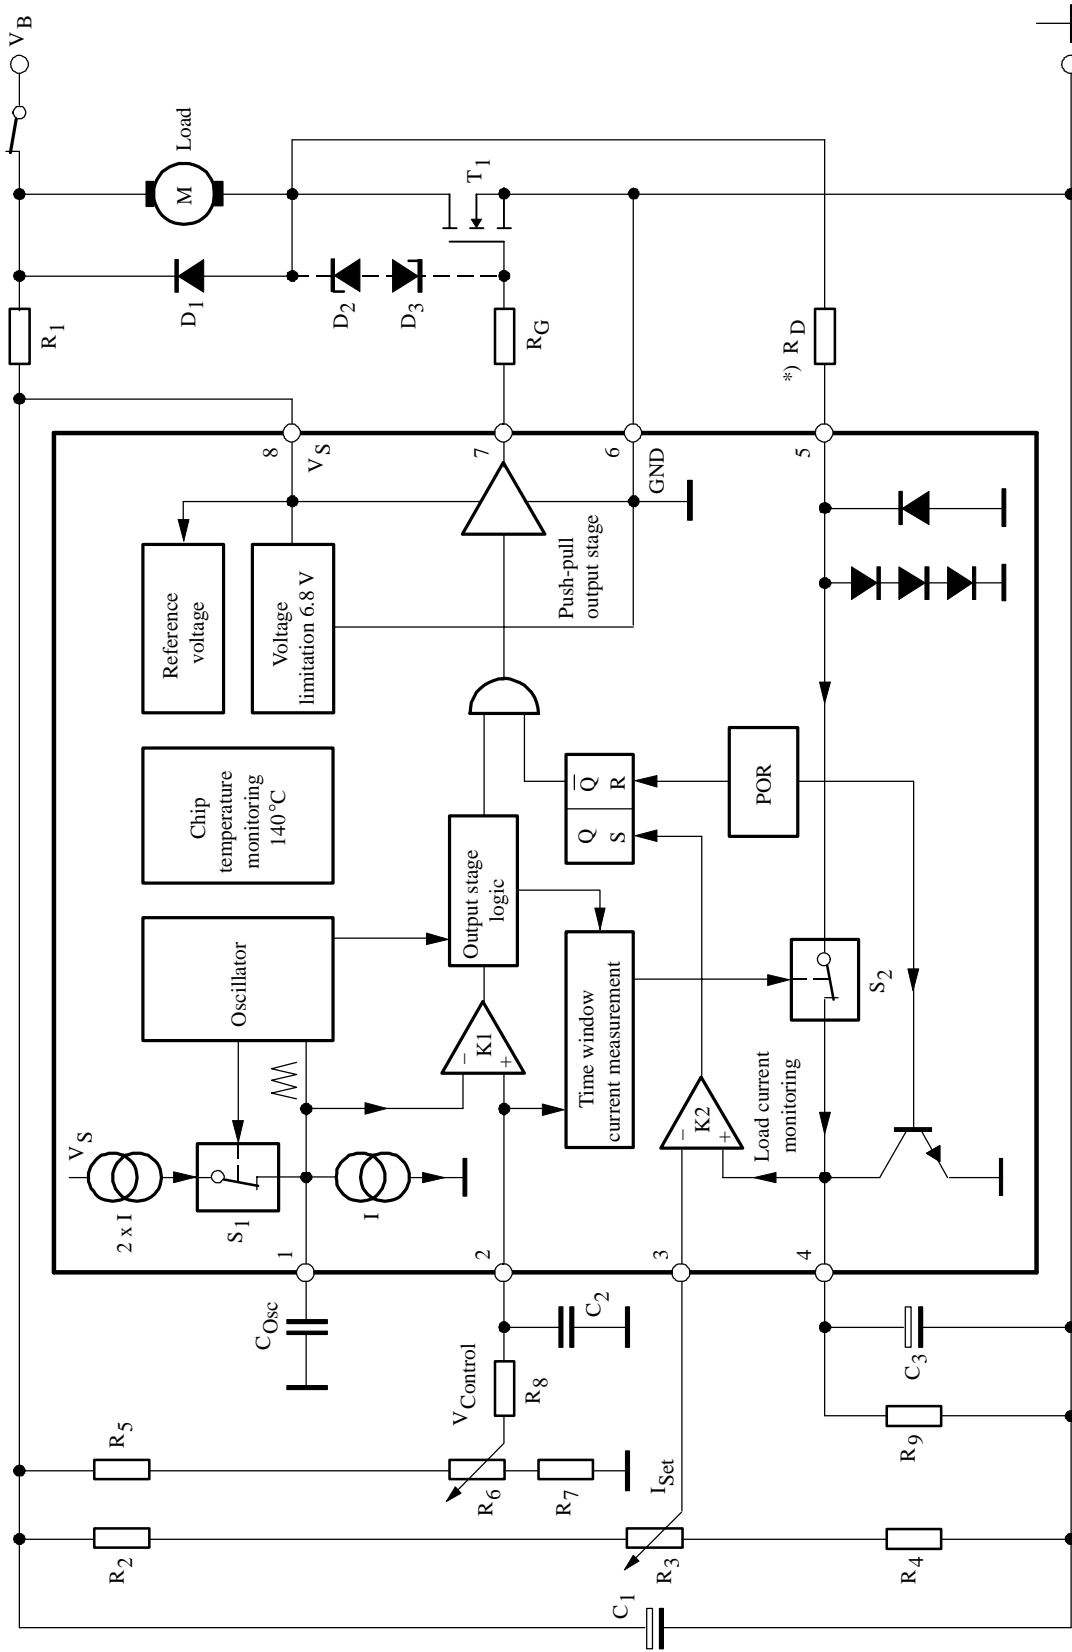 V_B
Load
M
T_1
D_1
D_2
D_3
R_1
R_G
*) R_D
8
V_S
7
6
GND
5
Reference
voltage
Voltage
limitation 6.8 V
Push-pull
output stage
Chip
temperature
monitoring
140°C
Oscillator
Output stage
logic
Q
Q̅
S
R
POR
Time window
current measurement
K1
−
+
K2
−
+
S_2
Load current
monitoring
V_S
2 x I
S_1
I
1
2
3
4
C_Osc
C_2
V_Control
R_8
C_3
R_5
R_6
R_7
R_9
I_Set
R_2
R_3
R_4
C_1